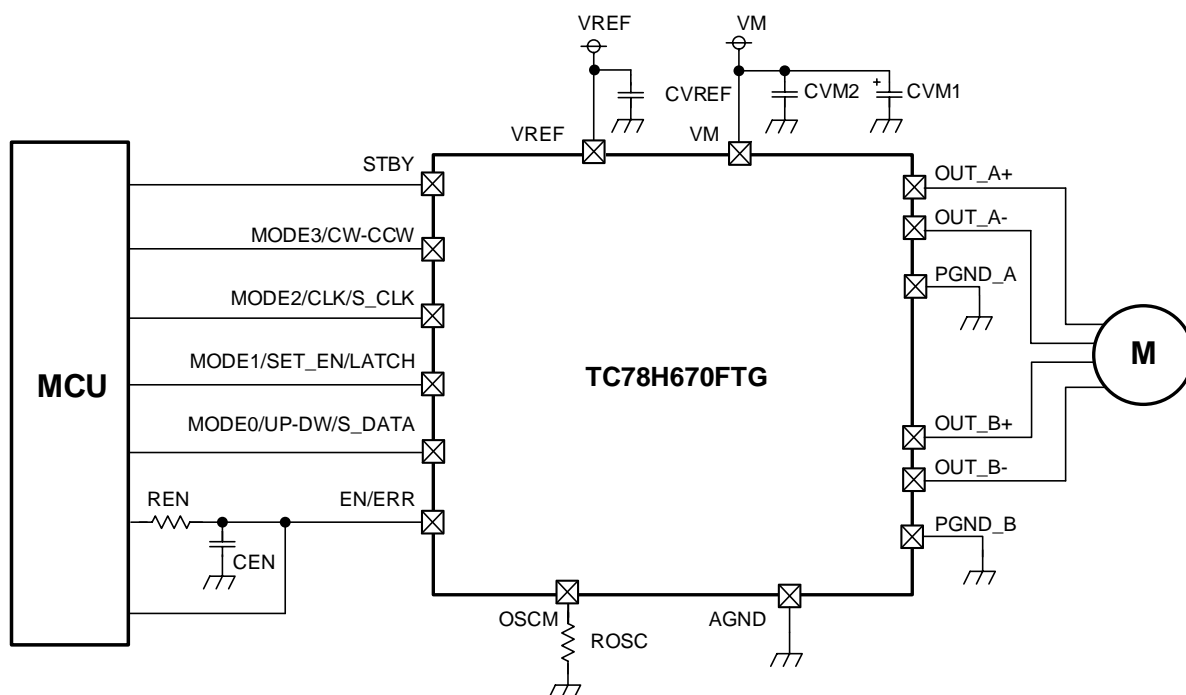 VREF
VM
CVREF
CVM2
+
CVM1
VREF
VM
STBY
OUT_A+
MODE3/CW-CCW
OUT_A-
PGND_A
MODE2/CLK/S_CLK
MCU
MODE1/SET_EN/LATCH
TC78H670FTG
M
MODE0/UP-DW/S_DATA
OUT_B+
OUT_B-
REN
EN/ERR
PGND_B
CEN
OSCM
ROSC
AGND